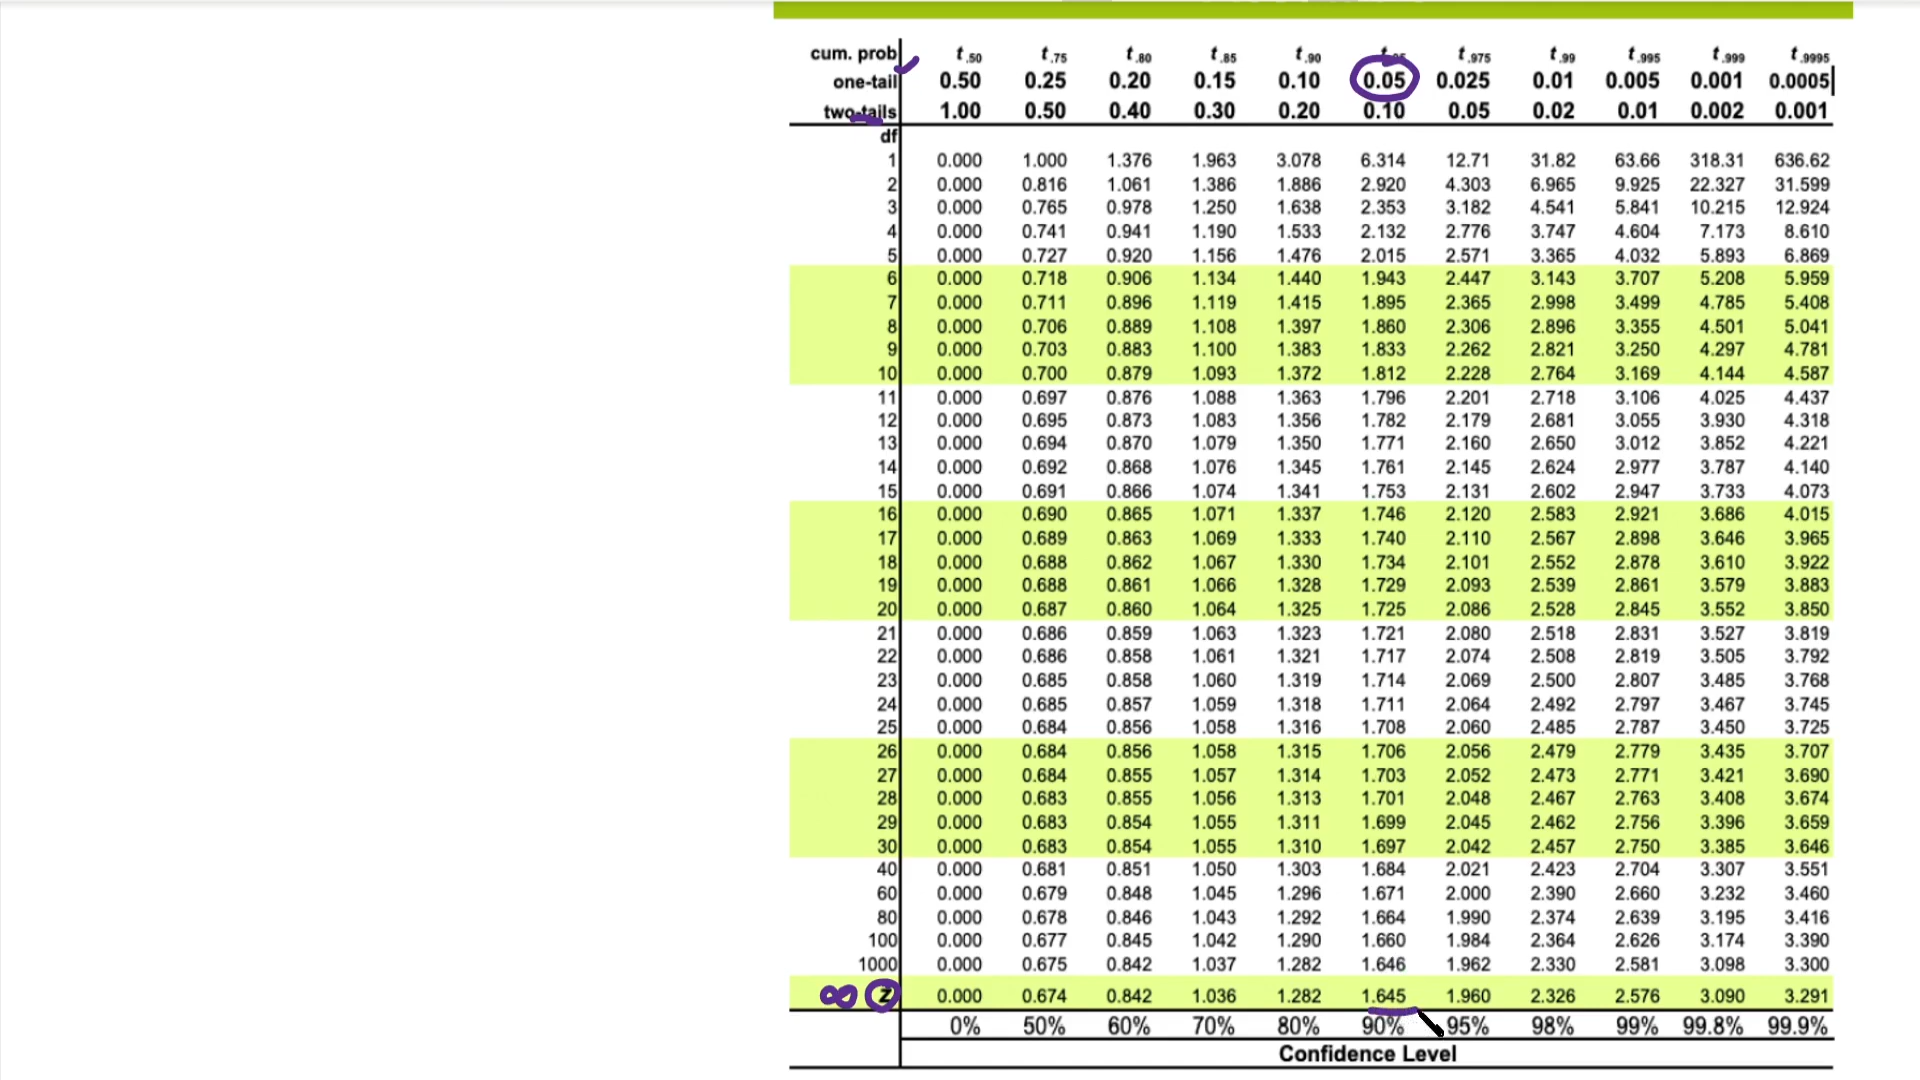 cum. prob t.50 t.75 t.80 t.85 t.90 t.95 t.975 t.99 t.995 t.999 t.9995
one-tail 0.50 0.25 0.20 0.15 0.10 0.05 0.025 0.01 0.005 0.001 0.0005
two-tails 1.00 0.50 0.40 0.30 0.20 0.10 0.05 0.02 0.01 0.002 0.001
df
1 0.000 1.000 1.376 1.963 3.078 6.314 12.71 31.82 63.66 318.31 636.62
2 0.000 0.816 1.061 1.386 1.886 2.920 4.303 6.965 9.925 22.327 31.599
3 0.000 0.765 0.978 1.250 1.638 2.353 3.182 4.541 5.841 10.215 12.924
4 0.000 0.741 0.941 1.190 1.533 2.132 2.776 3.747 4.604 7.173 8.610
5 0.000 0.727 0.920 1.156 1.476 2.015 2.571 3.365 4.032 5.893 6.869
6 0.000 0.718 0.906 1.134 1.440 1.943 2.447 3.143 3.707 5.208 5.959
7 0.000 0.711 0.896 1.119 1.415 1.895 2.365 2.998 3.499 4.785 5.408
8 0.000 0.706 0.889 1.108 1.397 1.860 2.306 2.896 3.355 4.501 5.041
9 0.000 0.703 0.883 1.100 1.383 1.833 2.262 2.821 3.250 4.297 4.781
10 0.000 0.700 0.879 1.093 1.372 1.812 2.228 2.764 3.169 4.144 4.587
11 0.000 0.697 0.876 1.088 1.363 1.796 2.201 2.718 3.106 4.025 4.437
12 0.000 0.695 0.873 1.083 1.356 1.782 2.179 2.681 3.055 3.930 4.318
13 0.000 0.694 0.870 1.079 1.350 1.771 2.160 2.650 3.012 3.852 4.221
14 0.000 0.692 0.868 1.076 1.345 1.761 2.145 2.624 2.977 3.787 4.140
15 0.000 0.691 0.866 1.074 1.341 1.753 2.131 2.602 2.947 3.733 4.073
16 0.000 0.690 0.865 1.071 1.337 1.746 2.120 2.583 2.921 3.686 4.015
17 0.000 0.689 0.863 1.069 1.333 1.740 2.110 2.567 2.898 3.646 3.965
18 0.000 0.688 0.862 1.067 1.330 1.734 2.101 2.552 2.878 3.610 3.922
19 0.000 0.688 0.861 1.066 1.328 1.729 2.093 2.539 2.861 3.579 3.883
20 0.000 0.687 0.860 1.064 1.325 1.725 2.086 2.528 2.845 3.552 3.850
21 0.000 0.686 0.859 1.063 1.323 1.721 2.080 2.518 2.831 3.527 3.819
22 0.000 0.686 0.858 1.061 1.321 1.717 2.074 2.508 2.819 3.505 3.792
23 0.000 0.685 0.858 1.060 1.319 1.714 2.069 2.500 2.807 3.485 3.768
24 0.000 0.685 0.857 1.059 1.318 1.711 2.064 2.492 2.797 3.467 3.745
25 0.000 0.684 0.856 1.058 1.316 1.708 2.060 2.485 2.787 3.450 3.725
26 0.000 0.684 0.856 1.058 1.315 1.706 2.056 2.479 2.779 3.435 3.707
27 0.000 0.684 0.855 1.057 1.314 1.703 2.052 2.473 2.771 3.421 3.690
28 0.000 0.683 0.855 1.056 1.313 1.701 2.048 2.467 2.763 3.408 3.674
29 0.000 0.683 0.854 1.055 1.311 1.699 2.045 2.462 2.756 3.396 3.659
30 0.000 0.683 0.854 1.055 1.310 1.697 2.042 2.457 2.750 3.385 3.646
40 0.000 0.681 0.851 1.050 1.303 1.684 2.021 2.423 2.704 3.307 3.551
60 0.000 0.679 0.848 1.045 1.296 1.671 2.000 2.390 2.660 3.232 3.460
80 0.000 0.678 0.846 1.043 1.292 1.664 1.990 2.374 2.639 3.195 3.416
100 0.000 0.677 0.845 1.042 1.290 1.660 1.984 2.364 2.626 3.174 3.390
1000 0.000 0.675 0.842 1.037 1.282 1.646 1.962 2.330 2.581 3.098 3.300
∞ z 0.000 0.674 0.842 1.036 1.282 1.645 1.960 2.326 2.576 3.090 3.291
0% 50% 60% 70% 80% 90% 95% 98% 99% 99.8% 99.9%
Confidence Level